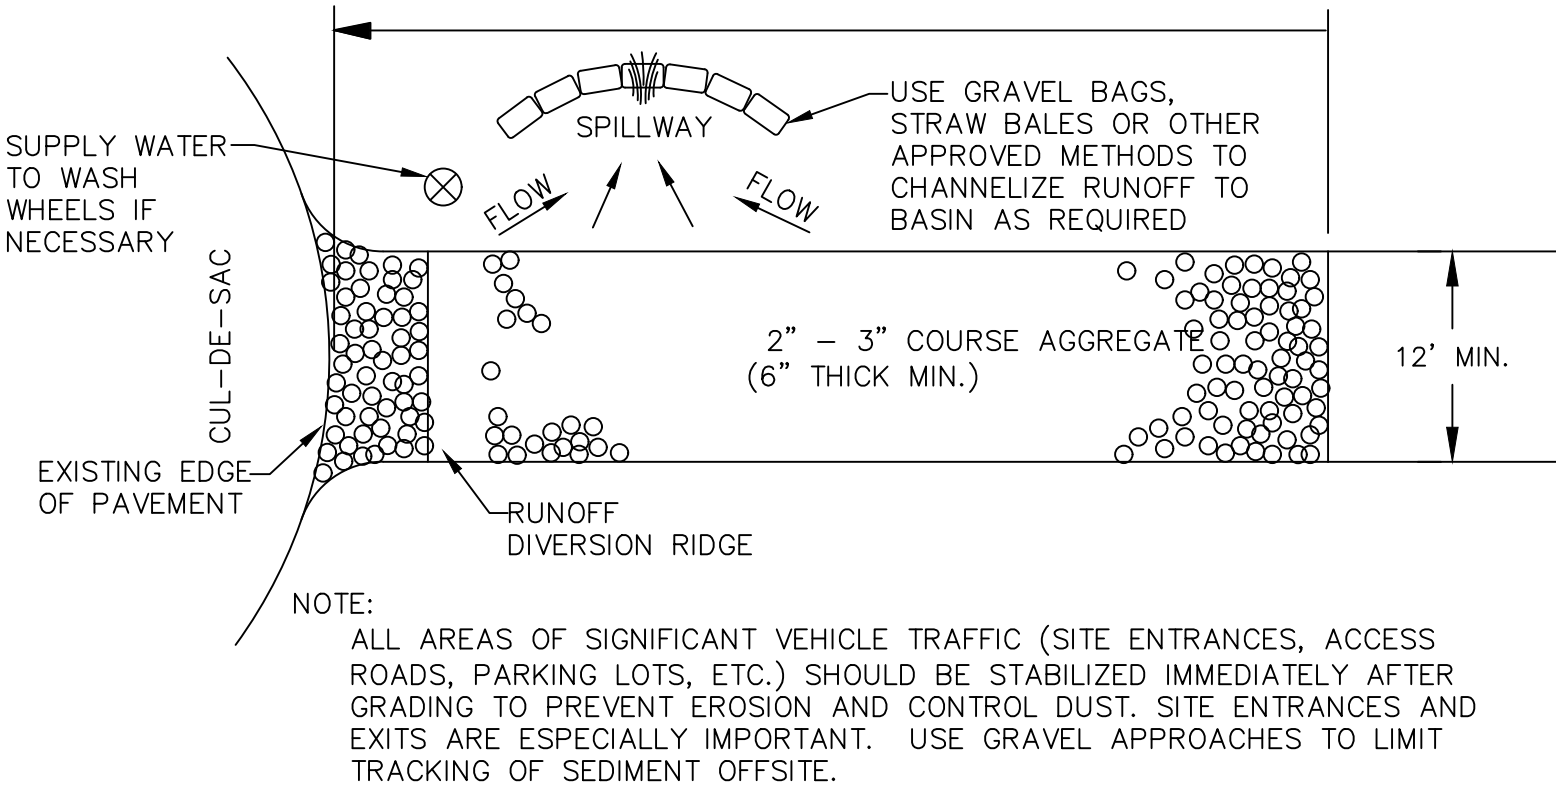 USE GRAVEL BAGS,
STRAW BALES OR OTHER
APPROVED METHODS TO
CHANNELIZE RUNOFF TO
BASIN AS REQUIRED
SPILLWAY
SUPPLY WATER
TO WASH
WHEELS IF
NECESSARY
FLOW
FLOW
CUL-DE-SAC
2" - 3" COURSE AGGREGATE
(6" THICK MIN.)
12' MIN.
EXISTING EDGE
OF PAVEMENT
RUNOFF
DIVERSION RIDGE
NOTE:
ALL AREAS OF SIGNIFICANT VEHICLE TRAFFIC (SITE ENTRANCES, ACCESS
ROADS, PARKING LOTS, ETC.) SHOULD BE STABILIZED IMMEDIATELY AFTER
GRADING TO PREVENT EROSION AND CONTROL DUST. SITE ENTRANCES AND
EXITS ARE ESPECIALLY IMPORTANT. USE GRAVEL APPROACHES TO LIMIT
TRACKING OF SEDIMENT OFFSITE.